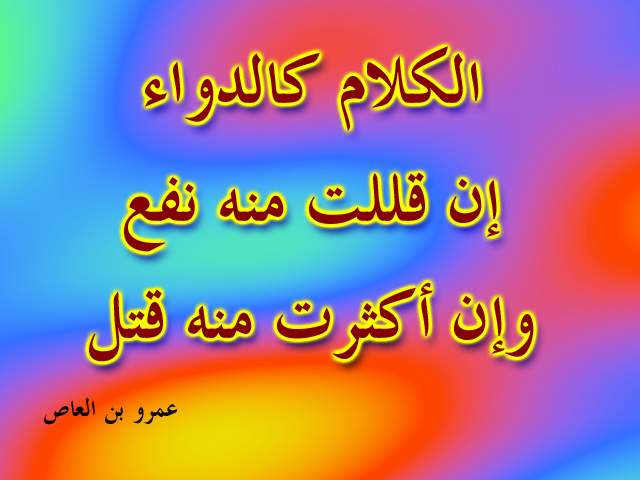 الكلام كالدواء
إن قللت منه نفع
وإن أكثرت منه قتل
عمرو بن العاص